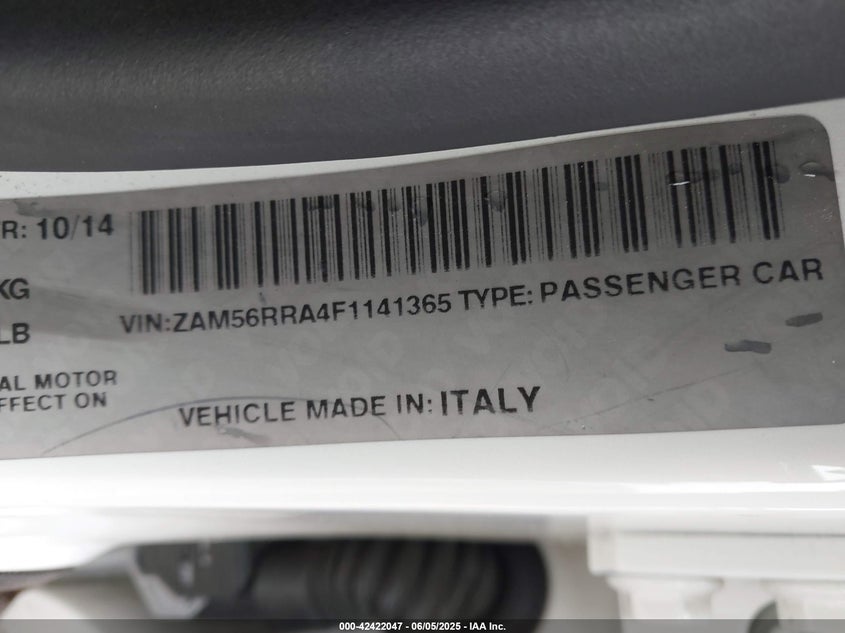 R: 10/14
KG
VIN:ZAM56RRA4F1141365 TYPE: PASSENGER CAR
LB
AL MOTOR
FFECT ON
VEHICLE MADE IN: ITALY
000-42422047 - 06/05/2025 - IAA Inc.